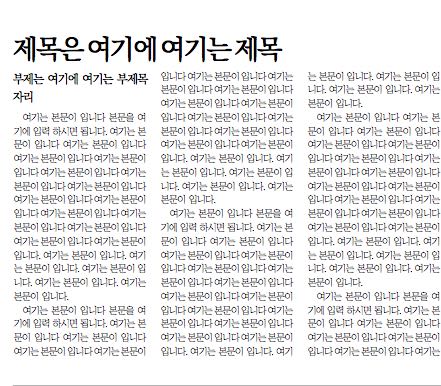 제목은 여기에 여기는 제목
부제는 여기에 여기는 부제목
자리
여기는 본문이 입니다 본문을 여
기에 입력 하시면 됩니다. 여기는 본
문이 입니다 여기는 본문이 입니다
여기는 본문이 입니다 여기는 본문이
입니다 여기는 본문이 입니다 여기는
본문이 입니다 여기는 본문이 입니다
여기는 본문이 입니다 여기는 본문이
입니다 여기는 본문이 입니다 여기는
본문이 입니다 여기는 본문이 입니다
여기는 본문이 입니다 여기는 본문이
입니다. 여기는 본문이 입니다. 여기
는 본문이 입니다. 여기는 본문이 입
니다. 여기는 본문이 입니다. 여기는
본문이 입니다.
여기는 본문이 입니다 본문을 여
기에 입력 하시면 됩니다. 여기는 본
문이 입니다 여기는 본문이 입니다
여기는 본문이 입니다 여기는 본문이
입니다 여기는 본문이 입니다 여기는
본문이 입니다 여기는 본문이 입니다
여기는 본문이 입니다 여기는 본문이
입니다 여기는 본문이 입니다 여기는
본문이 입니다 여기는 본문이 입니다
여기는 본문이 입니다 여기는 본문이
입니다. 여기는 본문이 입니다. 여기
는 본문이 입니다. 여기는 본문이 입
니다. 여기는 본문이 입니다. 여기는
본문이 입니다.
여기는 본문이 입니다 본문을 여
기에 입력 하시면 됩니다. 여기는 본
문이 입니다 여기는 본문이 입니다
여기는 본문이 입니다 여기는 본문이
입니다 여기는 본문이 입니다 여기는
본문이 입니다 여기는 본문이 입니다
여기는 본문이 입니다 여기는 본문이
입니다 여기는 본문이 입니다 여기는
본문이 입니다 여기는 본문이 입니다
여기는 본문이 입니다 여기는 본문이
입니다. 여기는 본문이 입니다. 여기
는 본문이 입니다. 여기는 본문이 입
니다. 여기는 본문이 입니다. 여기는
본문이 입니다.
여기는 본문이 입니다 여기는 본
문이 입니다 여기는 본문이 입니다
여기는 본문이 입니다 여기는 본문이
입니다 여기는 본문이 입니다 여기는
본문이 입니다 여기는 본문이 입니다
여기는 본문이 입니다 여기는 본문이
입니다 여기는 본문이 입니다 여기는
본문이 입니다 여기는 본문이 입니다
여기는 본문이 입니다 여기는 본문이
입니다. 여기는 본문이 입니다. 여기
는 본문이 입니다. 여기는 본문이 입
니다. 여기는 본문이 입니다. 여기는
본문이 입니다.
여기는 본문이 입니다 본문을 여
기에 입력 하시면 됩니다. 여기는 본
문이 입니다 여기는 본문이 입니다
여기는 본문이 입니다 여기는 본문이